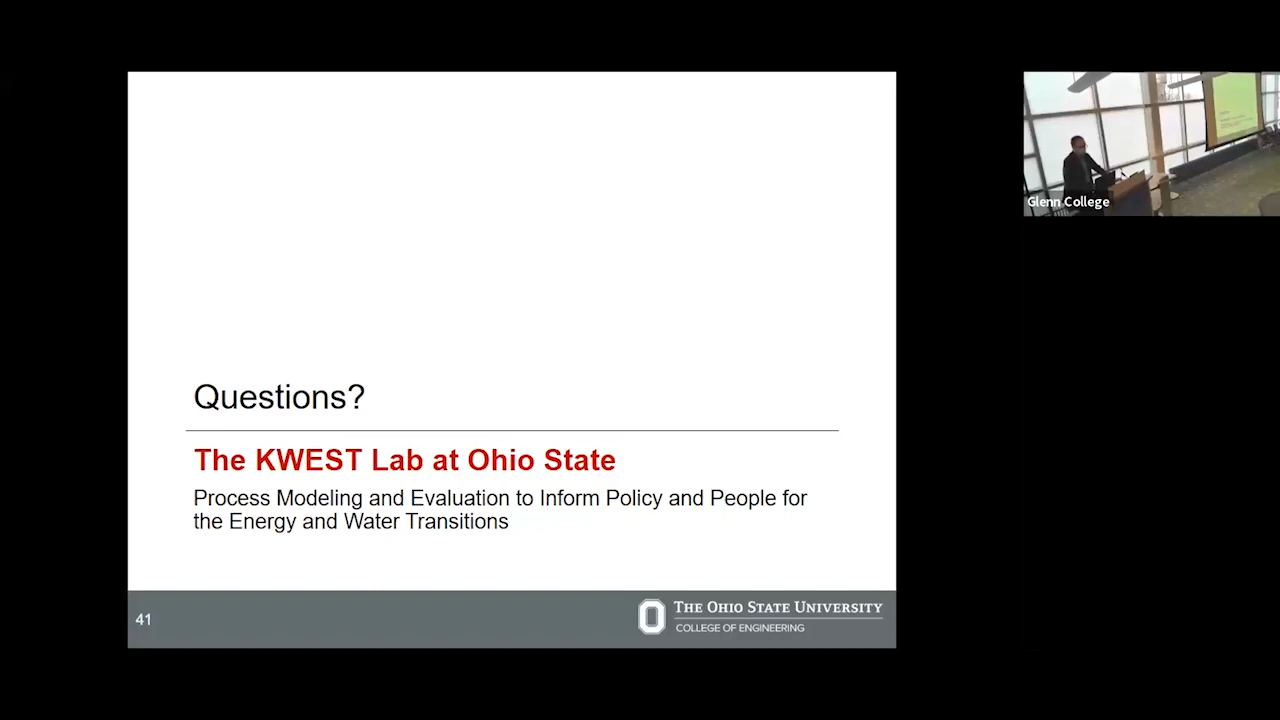 Questions?
The KWEST Lab at Ohio State
Process Modeling and Evaluation to Inform Policy and People for
the Energy and Water Transitions
41
THE OHIO STATE UNIVERSITY
COLLEGE OF ENGINEERING
Glenn College